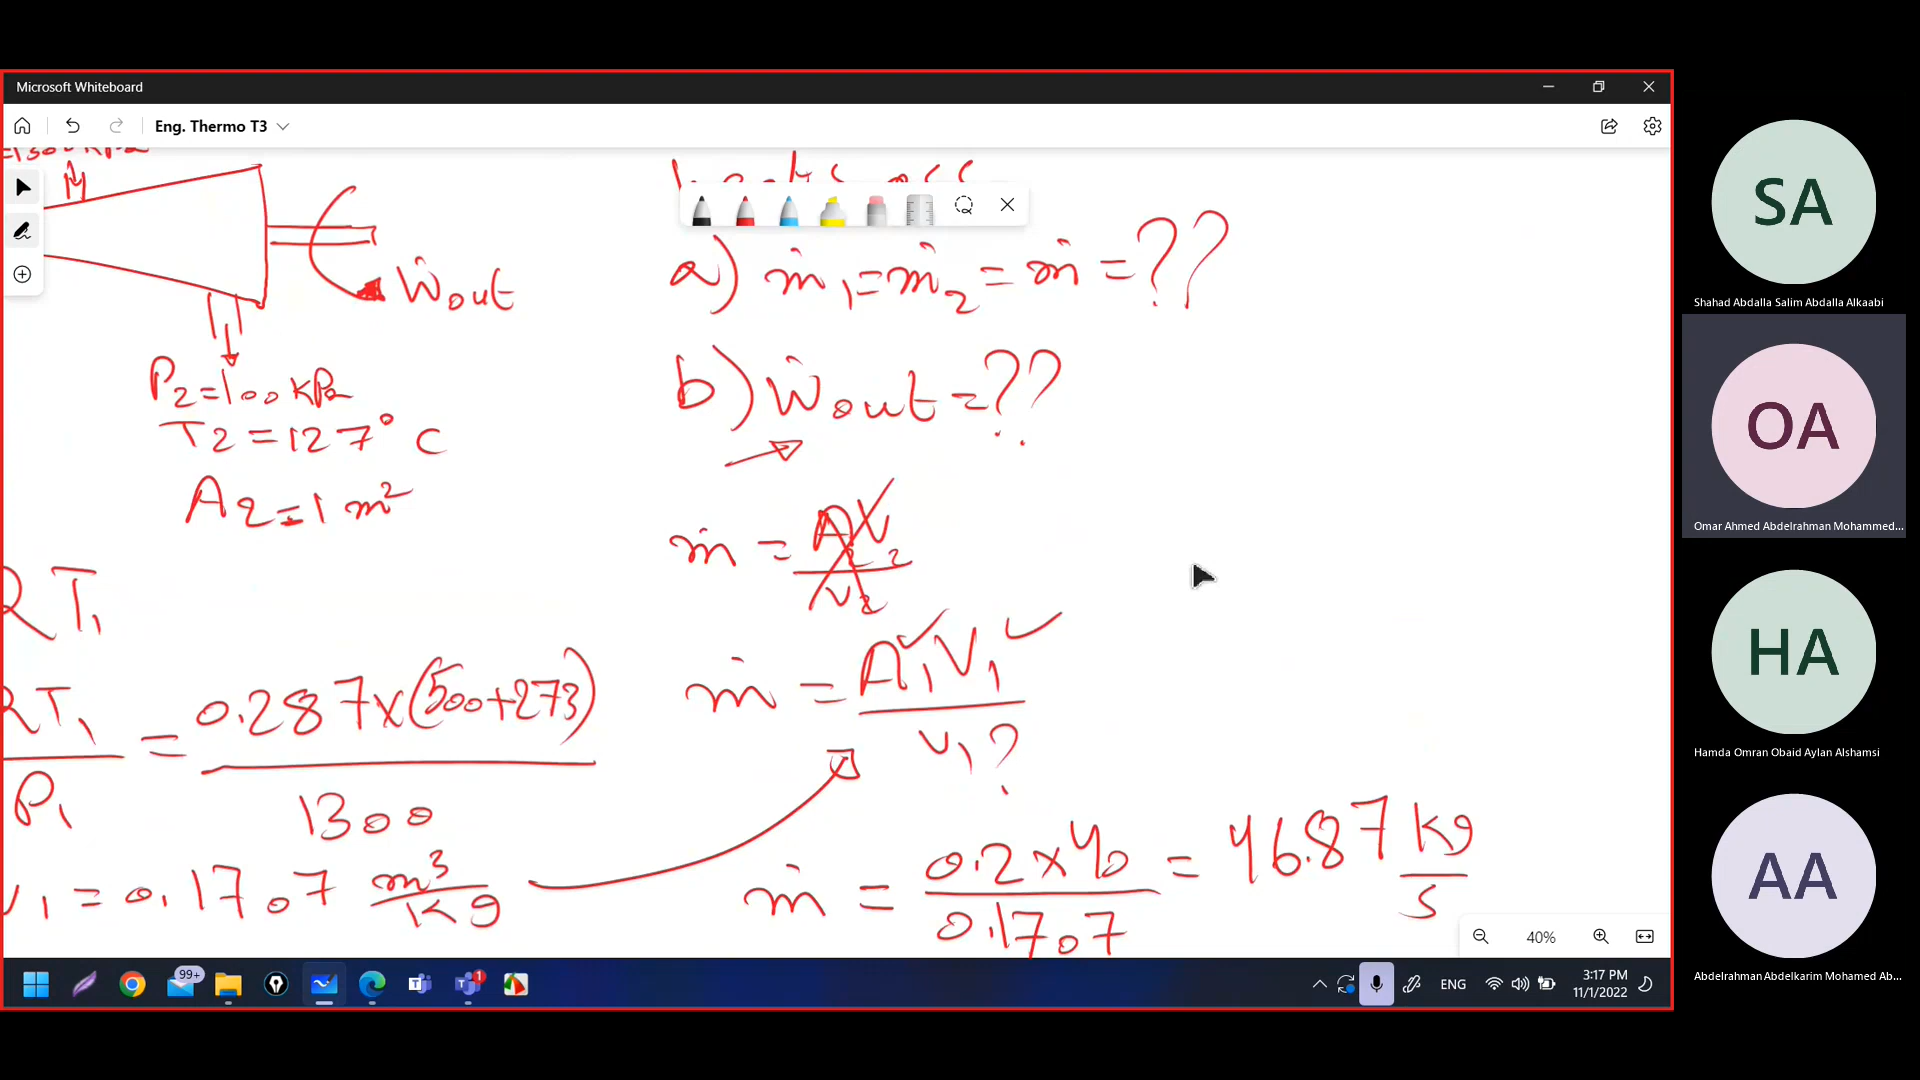 Microsoft Whiteboard
Eng. Thermo T3
Ẇout
P2=100 kPa
T2=127° C
A2=1 m²
a) ṁ1=ṁ2=ṁ=??
b) Ẇout=??
ṁ = A2V2/v2
RT1
ṁ = A1V1/v1?
RT1/P1 = 0.287x(500+273)/1300
v1 = 0.1707 m³/Kg
ṁ = 0.2x40/0.1707 = 46.87 Kg/s
40%
99+
1
ENG
3:17 PM
11/1/2022
SA
Shahad Abdalla Salim Abdalla Alkaabi
OA
Omar Ahmed Abdelrahman Mohammed...
HA
Hamda Omran Obaid Aylan Alshamsi
AA
Abdelrahman Abdelkarim Mohamed Ab...